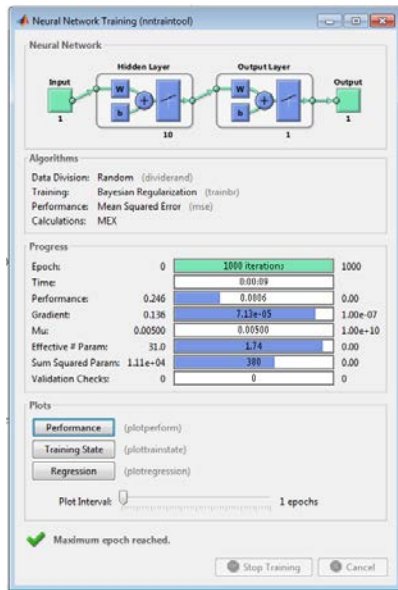 Neural Network Training (nntraintool)
Neural Network
Hidden Layer
Output Layer
Input
Output
W
b
W
b
1
10
1
1
Algorithms
Data Division: Random (dividerand)
Training: Bayesian Regularization (trainbr)
Performance: Mean Squared Error (mse)
Calculations: MEX
Progress
Epoch: 0 1000 iterations 1000
Time: 0:00:09
Performance: 0.246 0.0806 0.00
Gradient: 0.136 7.13e-05 1.00e-07
Mu: 0.00500 0.00500 1.00e+10
Effective # Param: 31.0 1.74 0.00
Sum Squared Param: 1.11e+04 380 0.00
Validation Checks: 0 0 0
Plots
Performance (plotperform)
Training State (plottrainstate)
Regression (plotregression)
Plot Interval: 1 epochs
Maximum epoch reached.
Stop Training Cancel